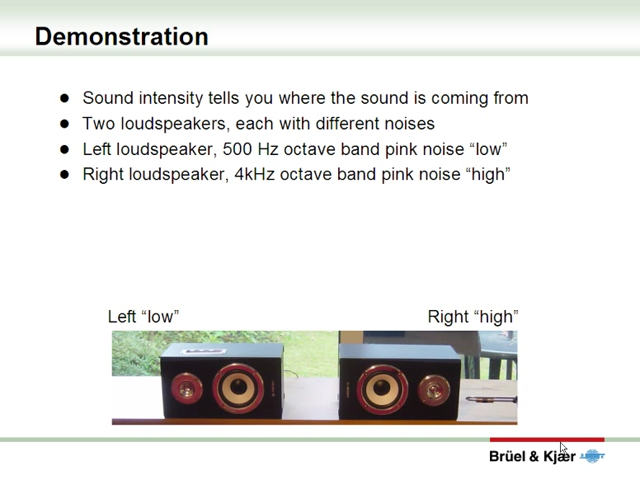 Demonstration
Sound intensity tells you where the sound is coming from
Two loudspeakers, each with different noises
Left loudspeaker, 500 Hz octave band pink noise “low”
Right loudspeaker, 4kHz octave band pink noise “high”
Left “low”
Right “high”
Brüel & Kjær